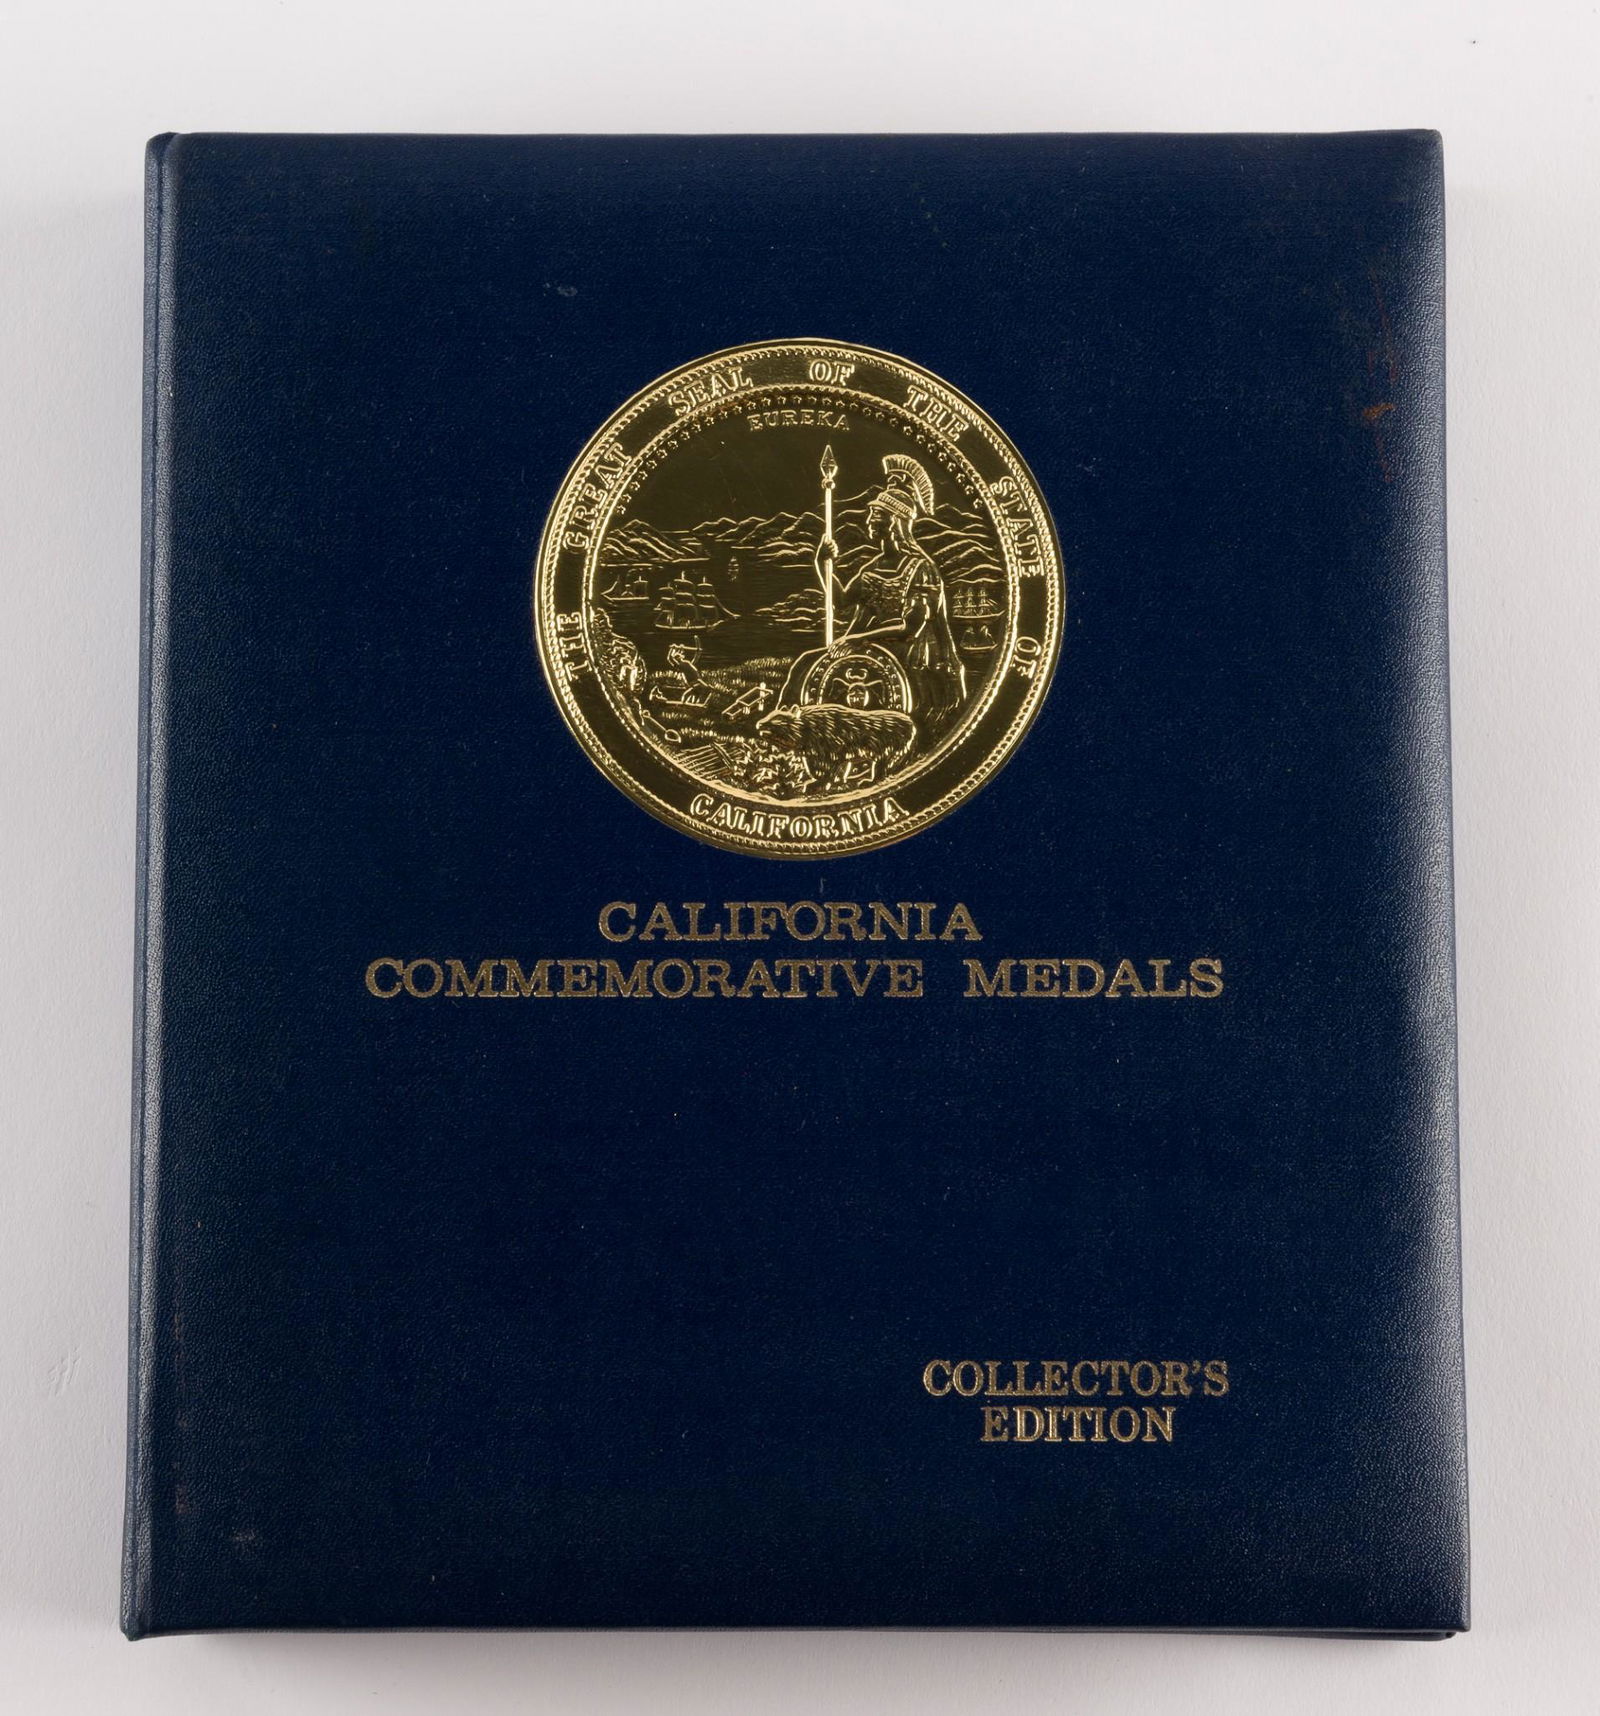 THE GREAT SEAL OF THE STATE OF
EUREKA
CALIFORNIA
CALIFORNIA
COMMEMORATIVE MEDALS
COLLECTOR'S
EDITION